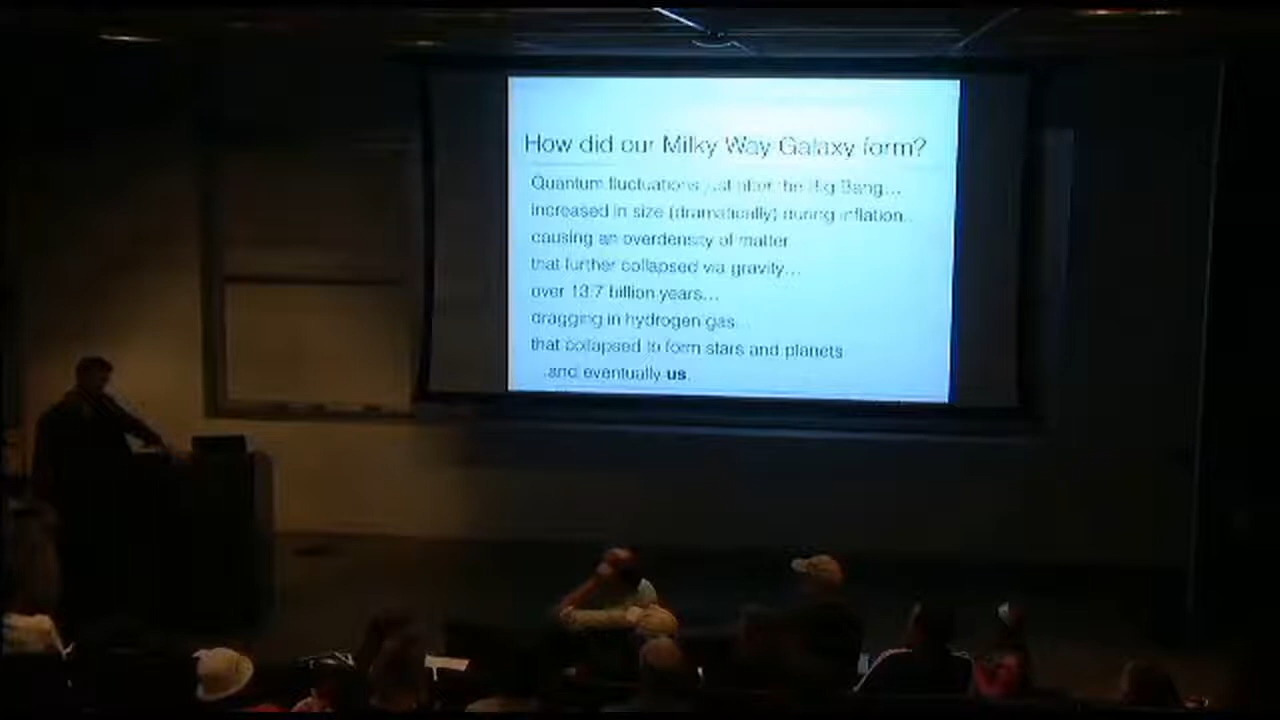 How did our Milky Way Galaxy form?
Quantum fluctuations just after the Big Bang...
increased in size (dramatically) during inflation..
causing an overdensity of matter
that further collapsed via gravity...
over 13.7 billion years...
dragging in hydrogen gas...
that collapsed to form stars and planets
...and eventually us.